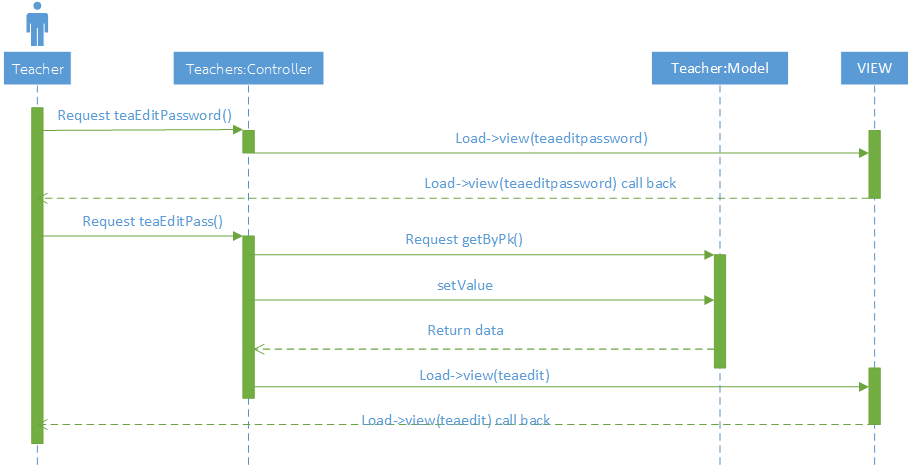 Teacher
Teachers:Controller
Teacher:Model
VIEW
Request teaEditPassword()
Load->view(teaeditpassword)
Load->view(teaeditpassword) call back
Request teaEditPass()
Request getByPk()
setValue
Return data
Load->view(teaedit)
Load->view(teaedit) call back